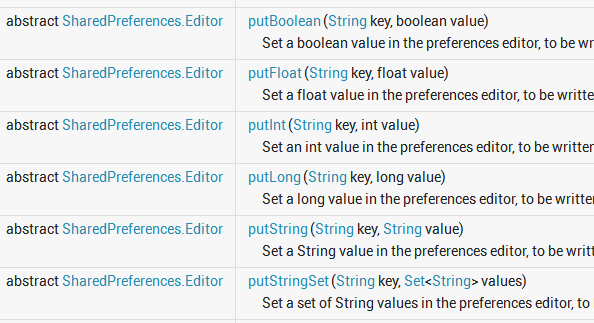 abstract SharedPreferences.Editor putBoolean(String key, boolean value)
Set a boolean value in the preferences editor, to be wr
abstract SharedPreferences.Editor putFloat(String key, float value)
Set a float value in the preferences editor, to be writte
abstract SharedPreferences.Editor putInt(String key, int value)
Set an int value in the preferences editor, to be written
abstract SharedPreferences.Editor putLong(String key, long value)
Set a long value in the preferences editor, to be writte
abstract SharedPreferences.Editor putString(String key, String value)
Set a String value in the preferences editor, to be writt
abstract SharedPreferences.Editor putStringSet(String key, Set<String> values)
Set a set of String values in the preferences editor, to